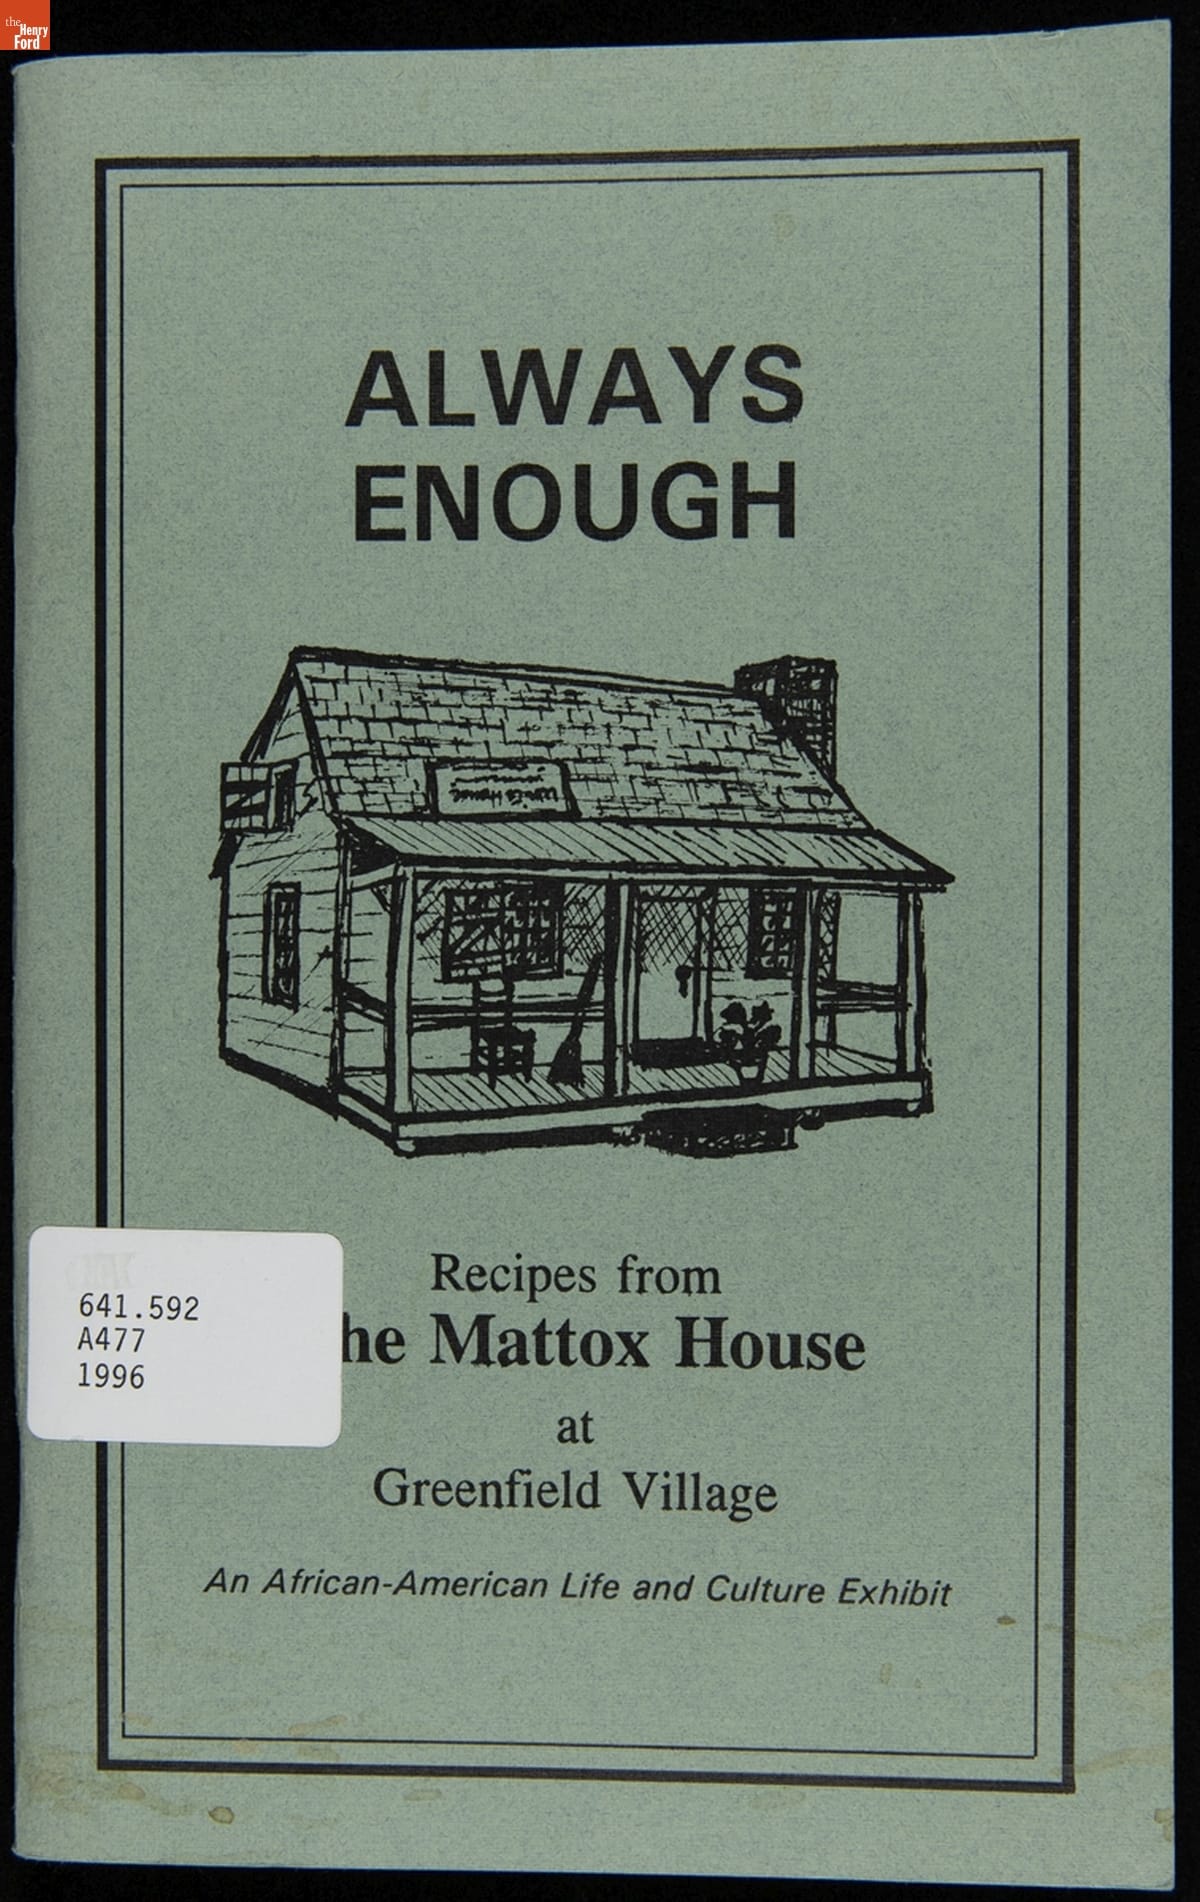 the
Henry
Ford
ALWAYS
ENOUGH
Recipes from
he Mattox House
at
Greenfield Village
An African-American Life and Culture Exhibit
641.592
A477
1996